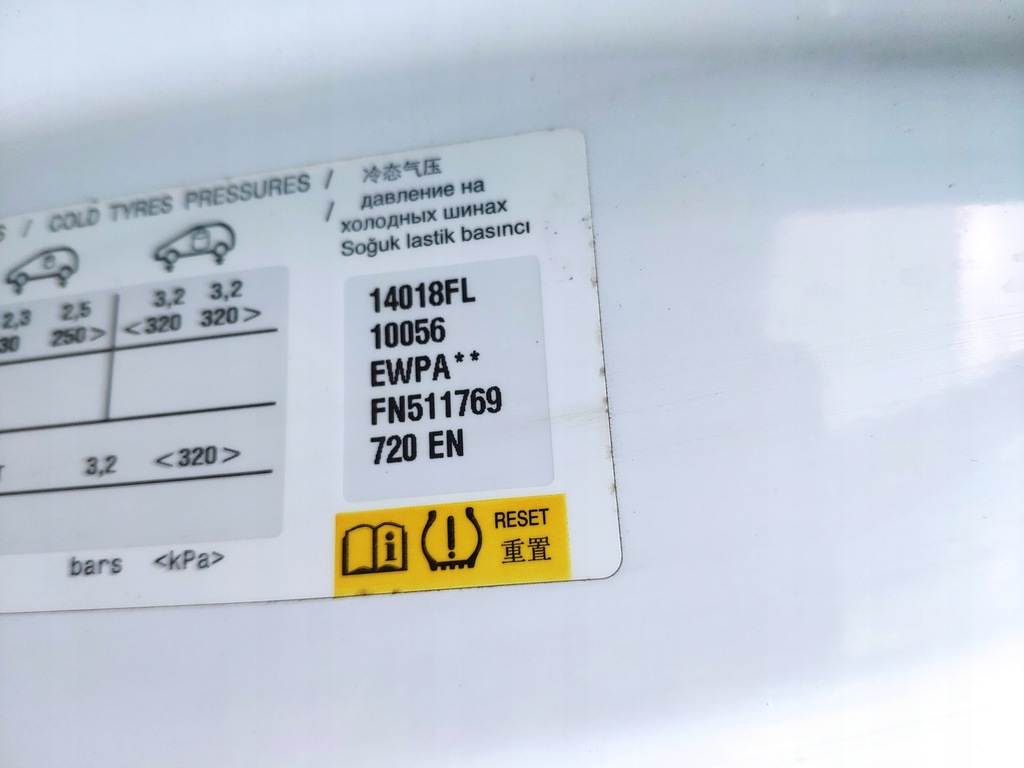 / COLD TYRES PRESSURES / 冷态气压
/ давление на
холодных шинах
Soğuk lastik basıncı
2,3 2,5 3,2 3,2
30 250> <320 320>
3,2 <320>
bars <kPa>
14018FL
10056
EWPA**
FN511769
720 EN
RESET
重置